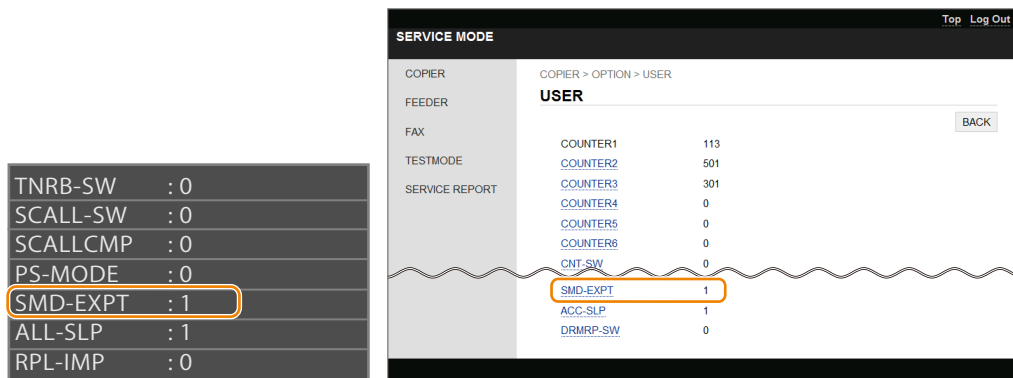 TNRB-SW : 0
SCALL-SW : 0
SCALLCMP : 0
PS-MODE : 0
SMD-EXPT : 1
ALL-SLP : 1
RPL-IMP : 0
Top Log Out
SERVICE MODE
COPIER
FEEDER
FAX
TESTMODE
SERVICE REPORT
COPIER > OPTION > USER
USER
BACK
COUNTER1 113
COUNTER2 501
COUNTER3 301
COUNTER4 0
COUNTER5 0
COUNTER6 0
CNT-SW 0
SMD-EXPT 1
ACC-SLP 1
DRMRP-SW 0